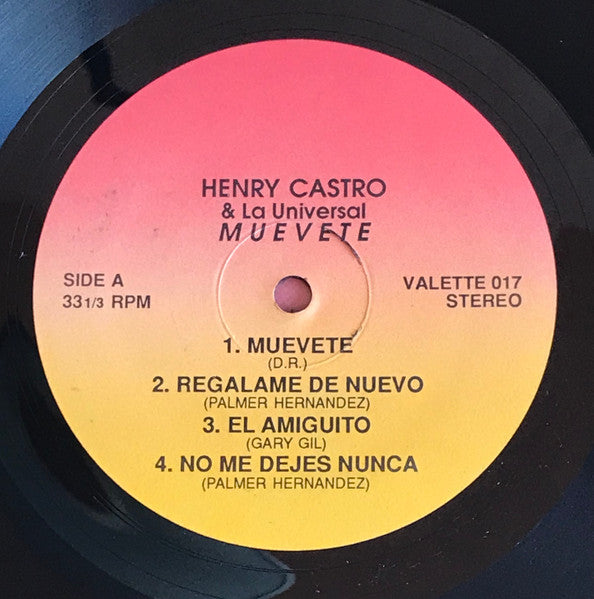 HENRY CASTRO
& La Universal
MUEVETE
SIDE A
33 1/3 RPM
VALETTE 017
STEREO
1. MUEVETE
(D.R.)
2. REGALAME DE NUEVO
(PALMER HERNANDEZ)
3. EL AMIGUITO
(GARY GIL)
4. NO ME DEJES NUNCA
(PALMER HERNANDEZ)